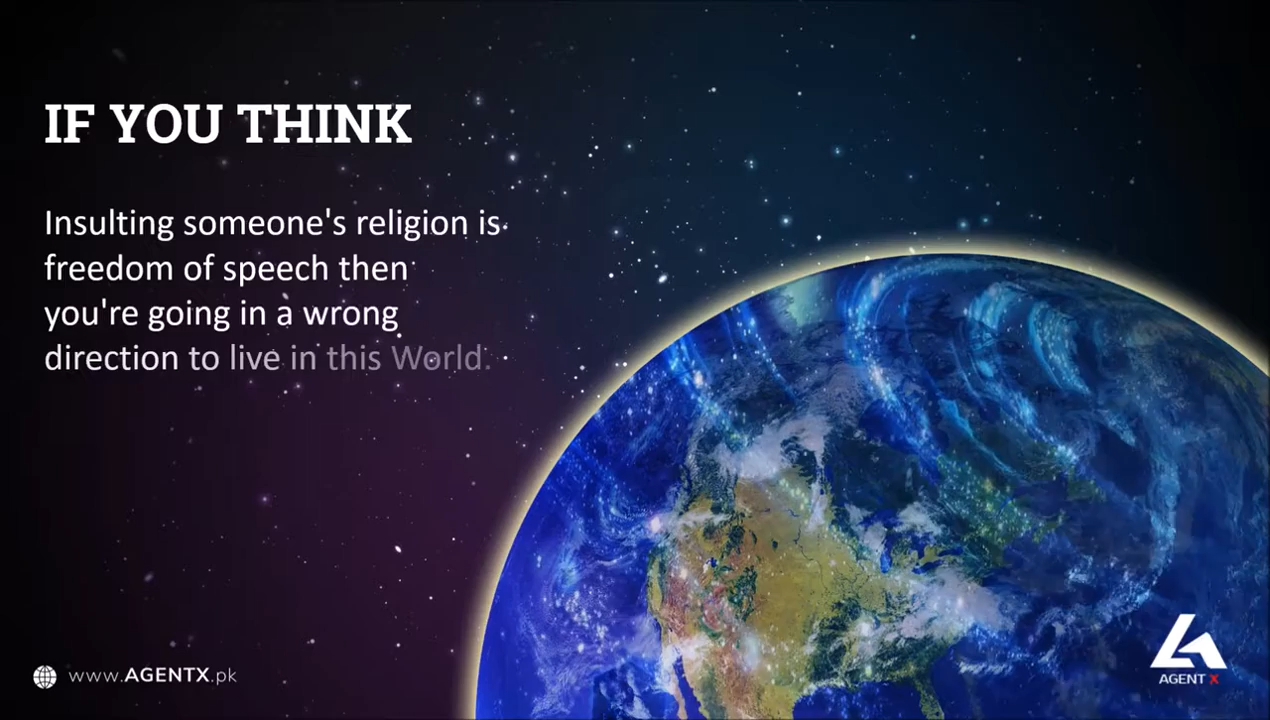 IF YOU THINK
Insulting someone's religion is
freedom of speech then
you're going in a wrong
direction to live in this World.
www.AGENTX.pk
AGENT X